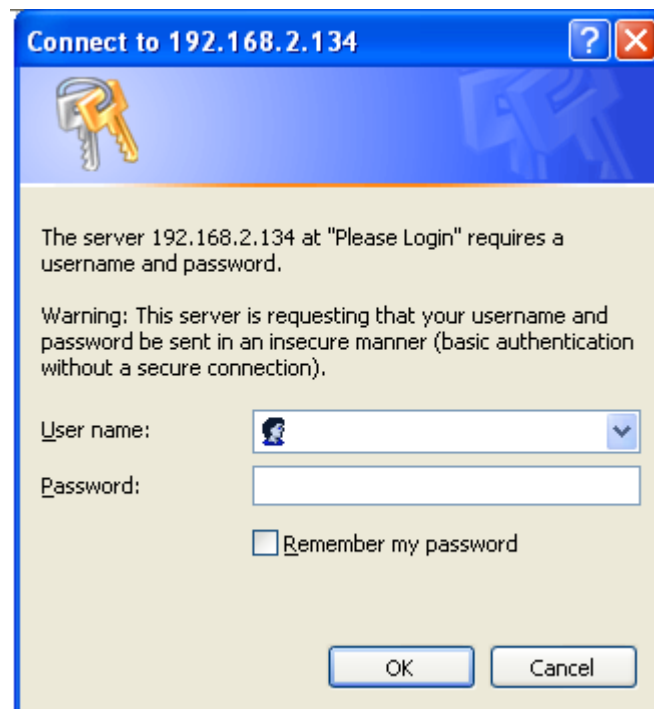 Connect to 192.168.2.134
The server 192.168.2.134 at "Please Login" requires a
username and password.
Warning: This server is requesting that your username and
password be sent in an insecure manner (basic authentication
without a secure connection).
User name:
Password:
Remember my password
OK Cancel